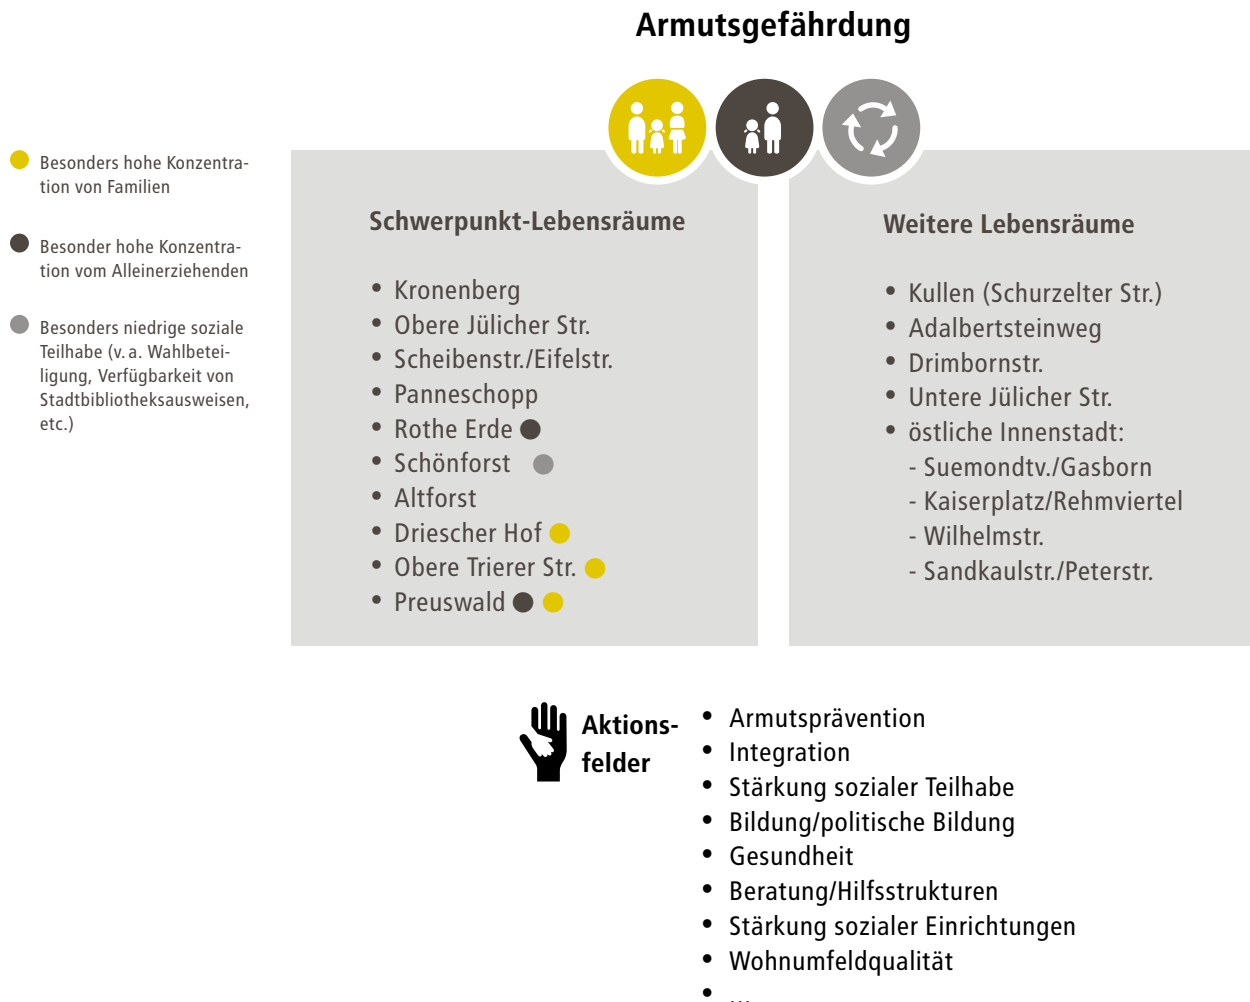 Armutsgefährdung
Besonders hohe Konzentra-
tion von Familien
Besonder hohe Konzentra-
tion vom Alleinerziehenden
Besonders niedrige soziale
Teilhabe (v. a. Wahlbetei-
ligung, Verfügbarkeit von
Stadtbibliotheksausweisen,
etc.)
Schwerpunkt-Lebensräume
• Kronenberg
• Obere Jülicher Str.
• Scheibenstr./Eifelstr.
• Panneschopp
• Rothe Erde
• Schönforst
• Altforst
• Driescher Hof
• Obere Trierer Str.
• Preuswald
Weitere Lebensräume
• Kullen (Schurzelter Str.)
• Adalbertsteinweg
• Drimbornstr.
• Untere Jülicher Str.
• östliche Innenstadt:
- Suemondtv./Gasborn
- Kaiserplatz/Rehmviertel
- Wilhelmstr.
- Sandkaulstr./Peterstr.
Aktions-
felder
• Armutsprävention
• Integration
• Stärkung sozialer Teilhabe
• Bildung/politische Bildung
• Gesundheit
• Beratung/Hilfsstrukturen
• Stärkung sozialer Einrichtungen
• Wohnumfeldqualität
• ...